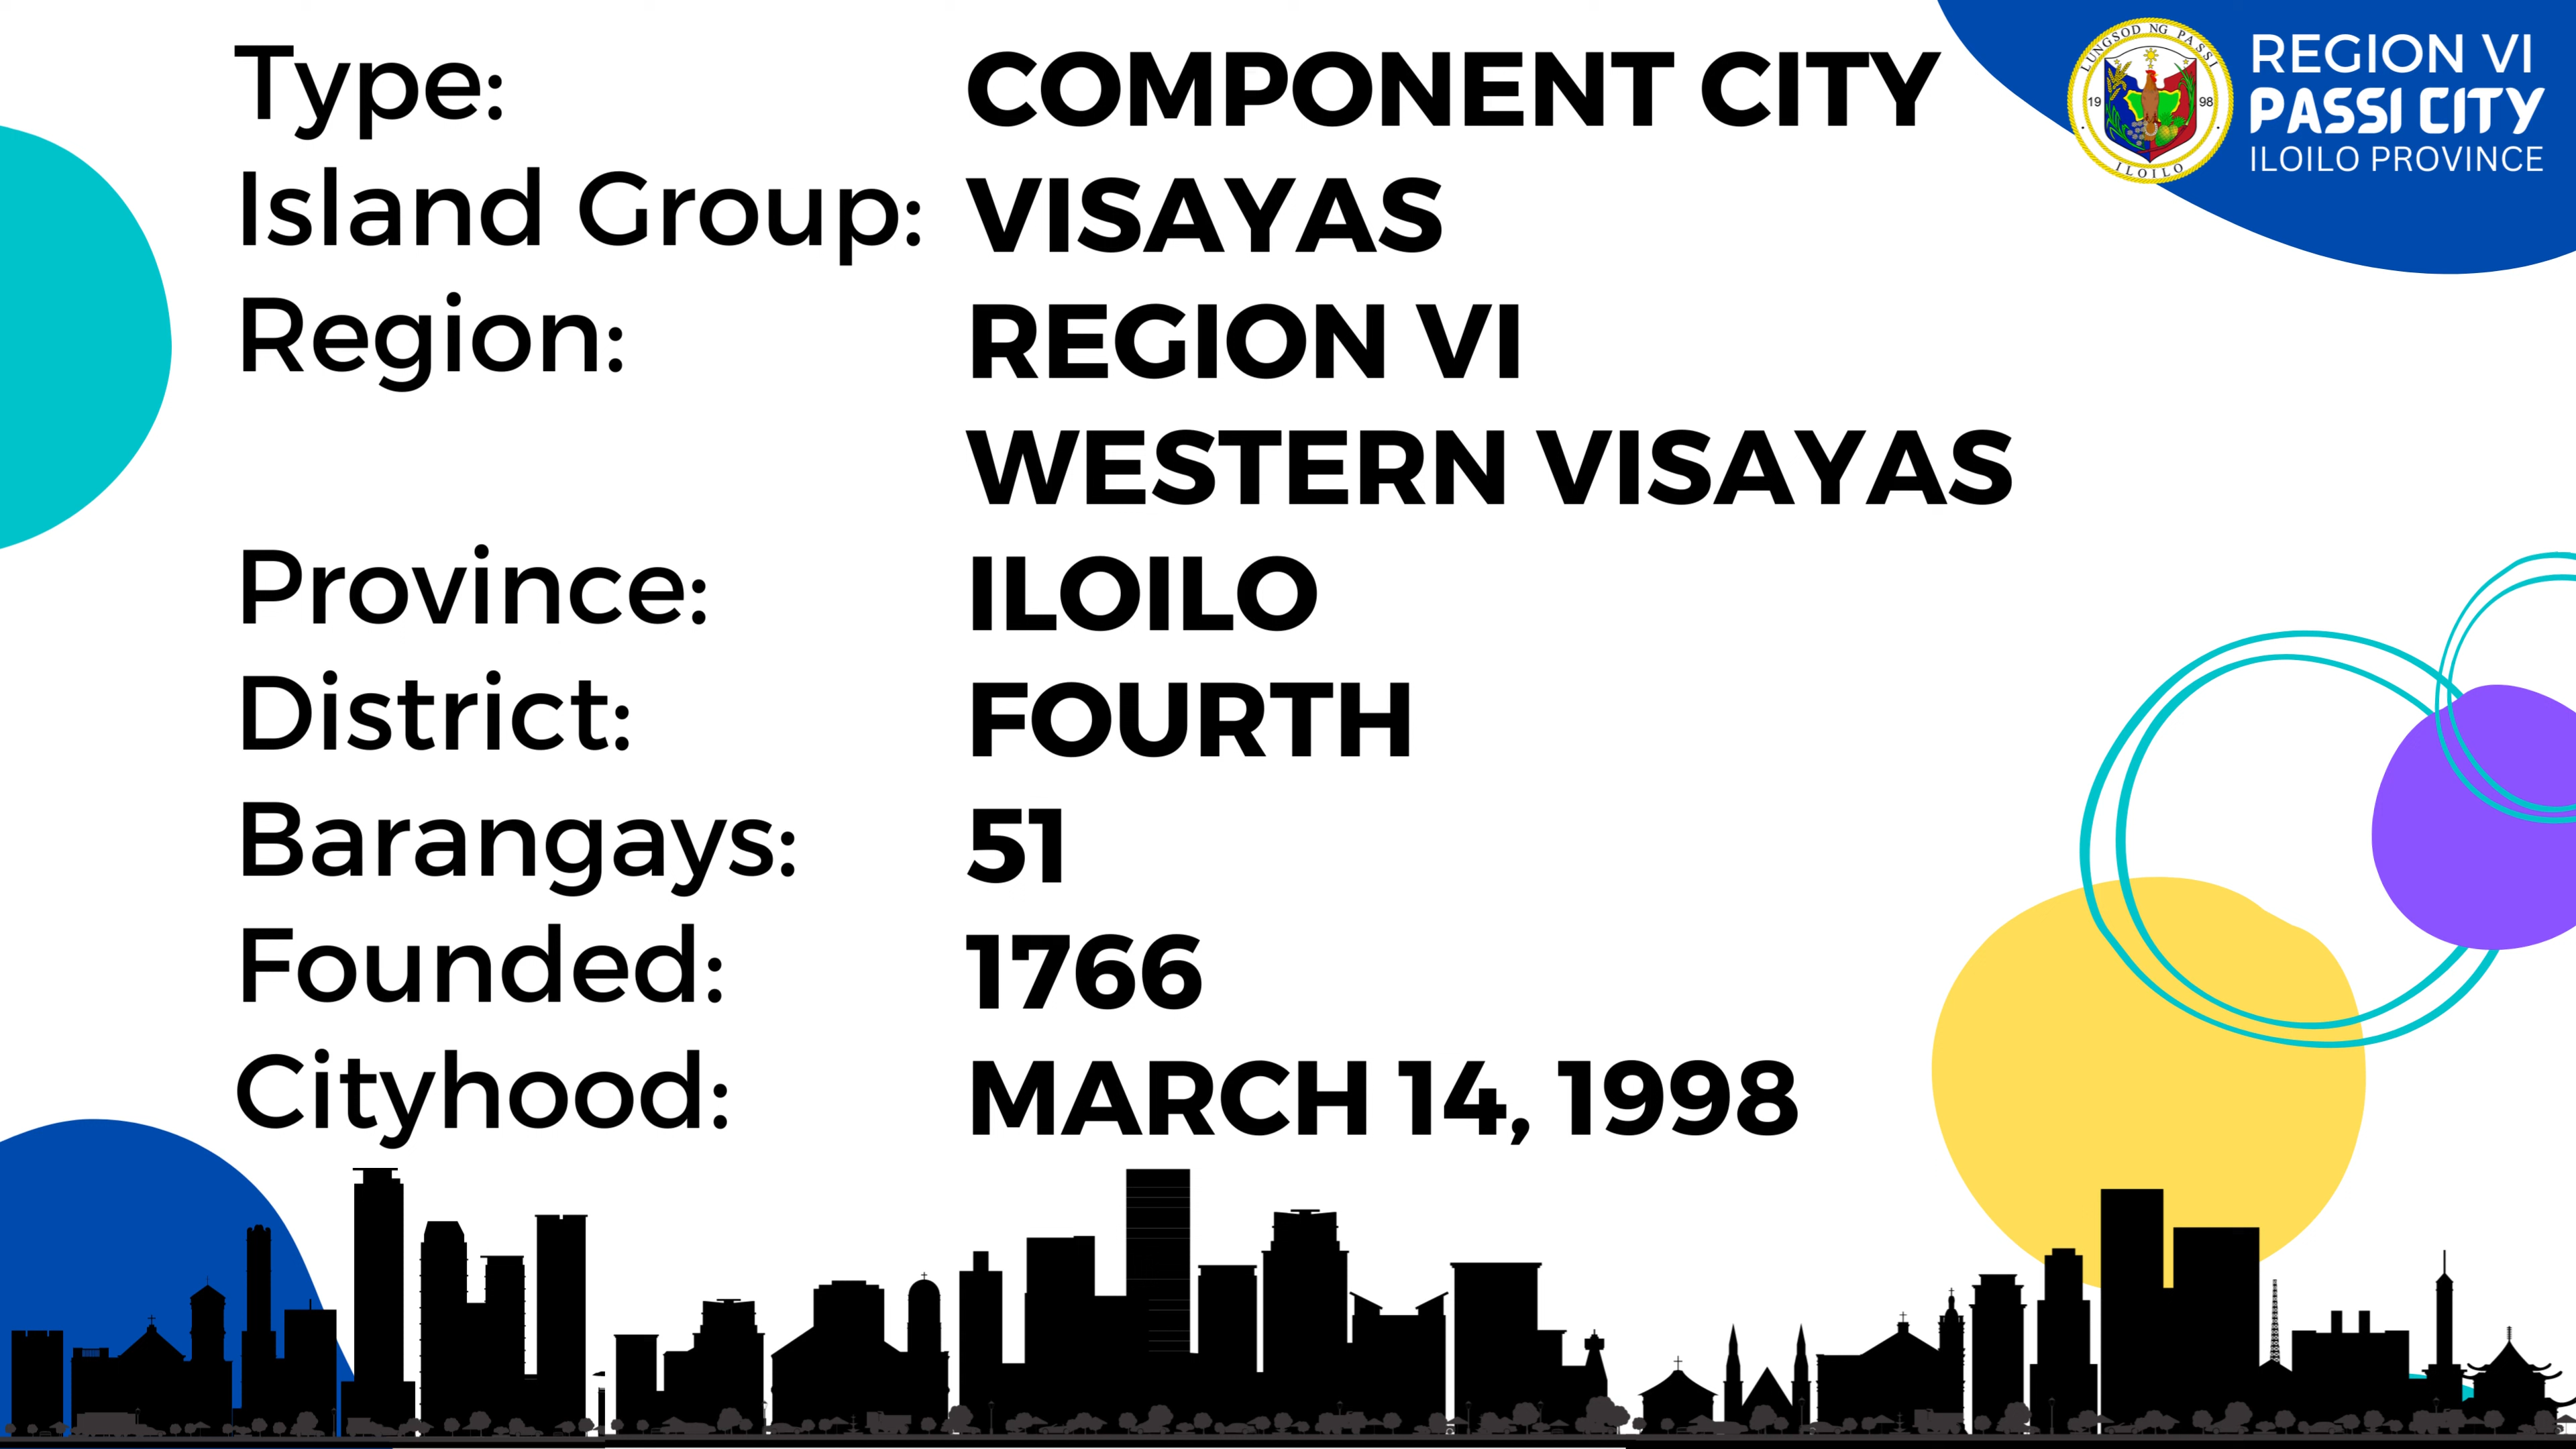 Type: COMPONENT CITY
Island Group: VISAYAS
Region: REGION VI
WESTERN VISAYAS
Province: ILOILO
District: FOURTH
Barangays: 51
Founded: 1766
Cityhood: MARCH 14, 1998
LUNGSOD NG PASSI
19 98
ILOILO
REGION VI
PASSI CITY
ILOILO PROVINCE